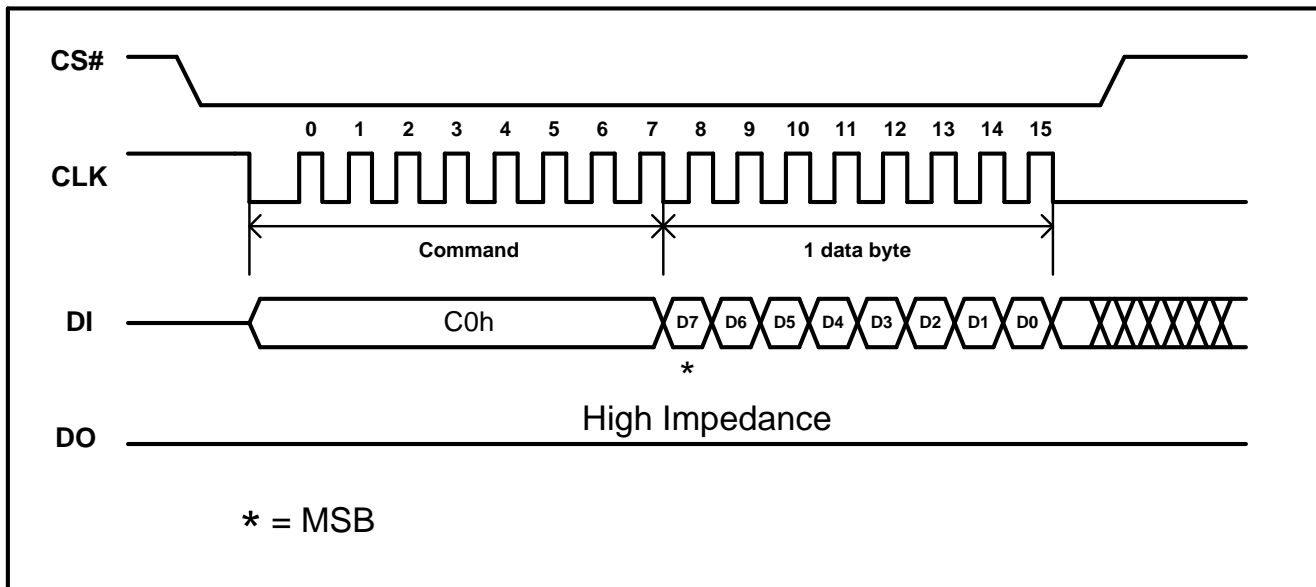 CS#
0 1 2 3 4 5 6 7 8 9 10 11 12 13 14 15
CLK
Command 1 data byte
DI C0h D7 D6 D5 D4 D3 D2 D1 D0
*
High Impedance
DO
* = MSB